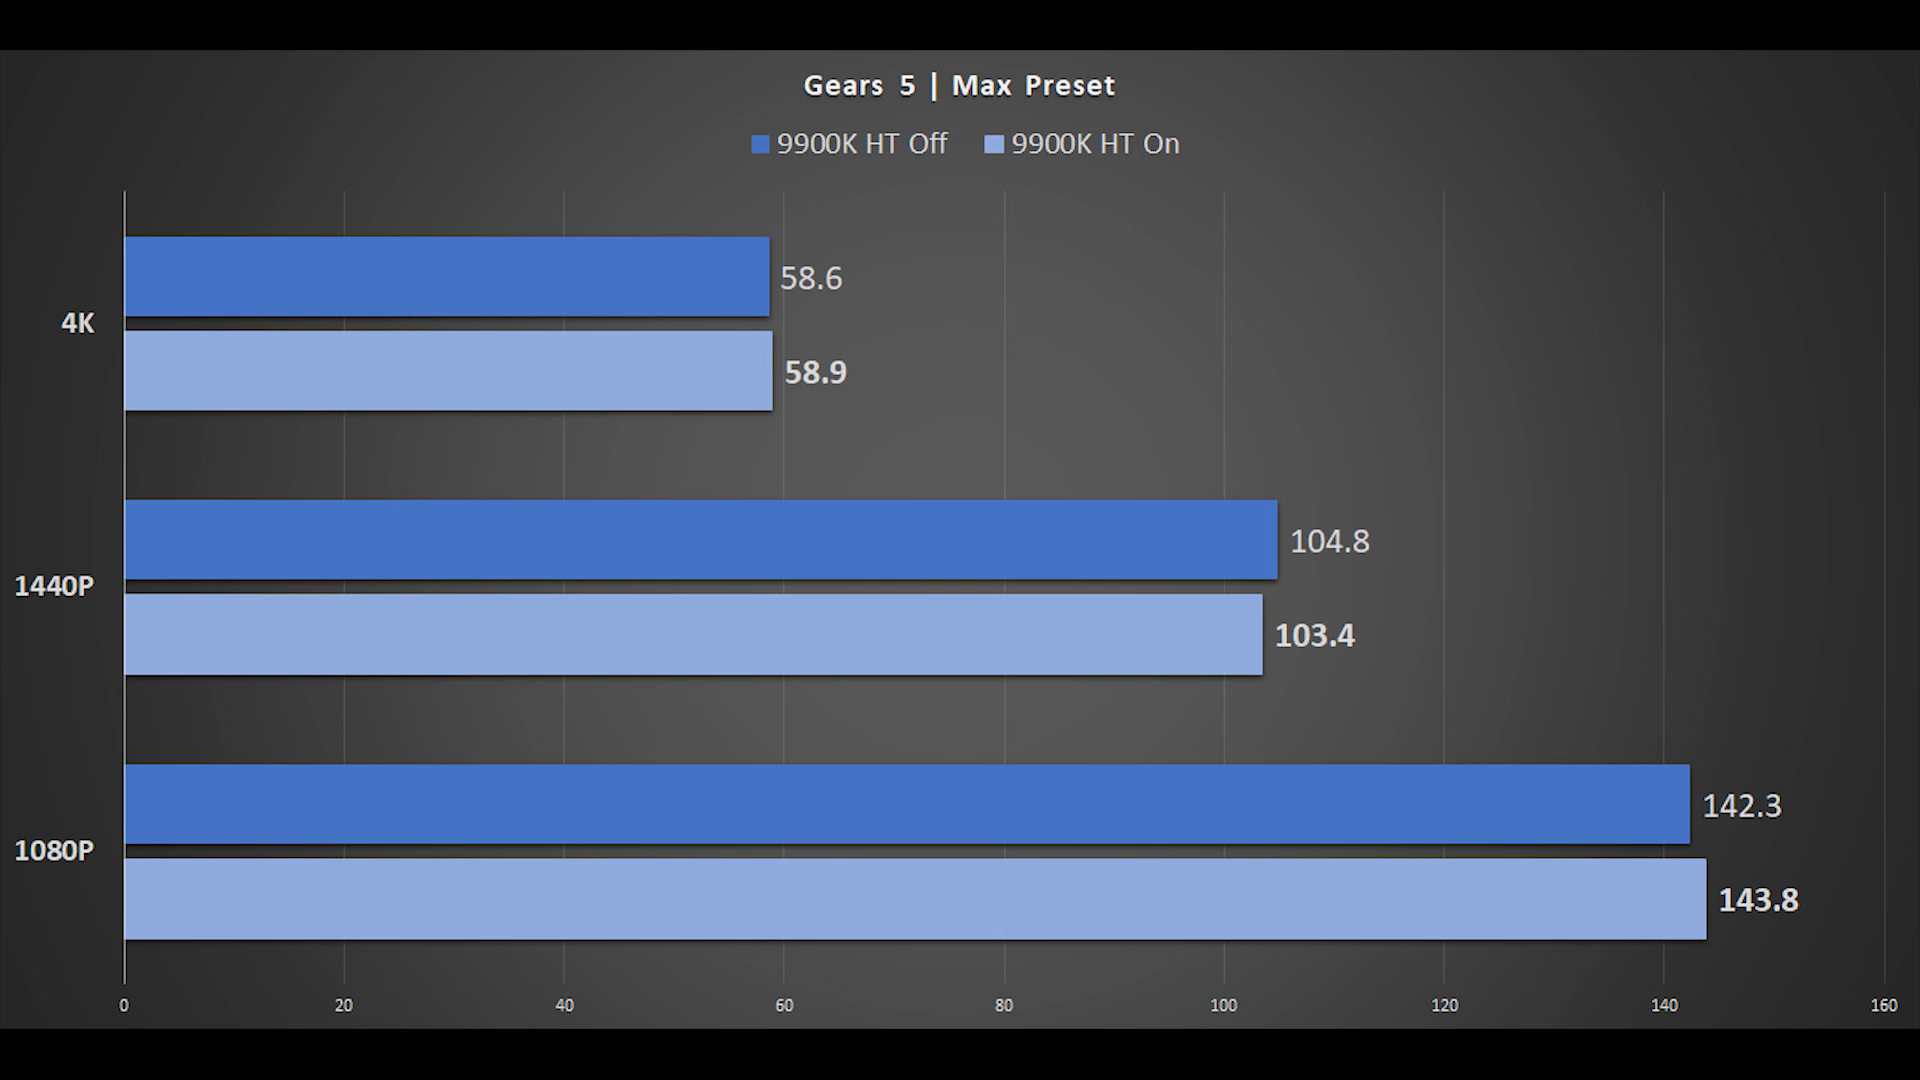 Gears 5 | Max Preset
9900K HT Off 9900K HT On
4K
58.6
58.9
1440P
104.8
103.4
1080P
142.3
143.8
0 20 40 60 80 100 120 140 160